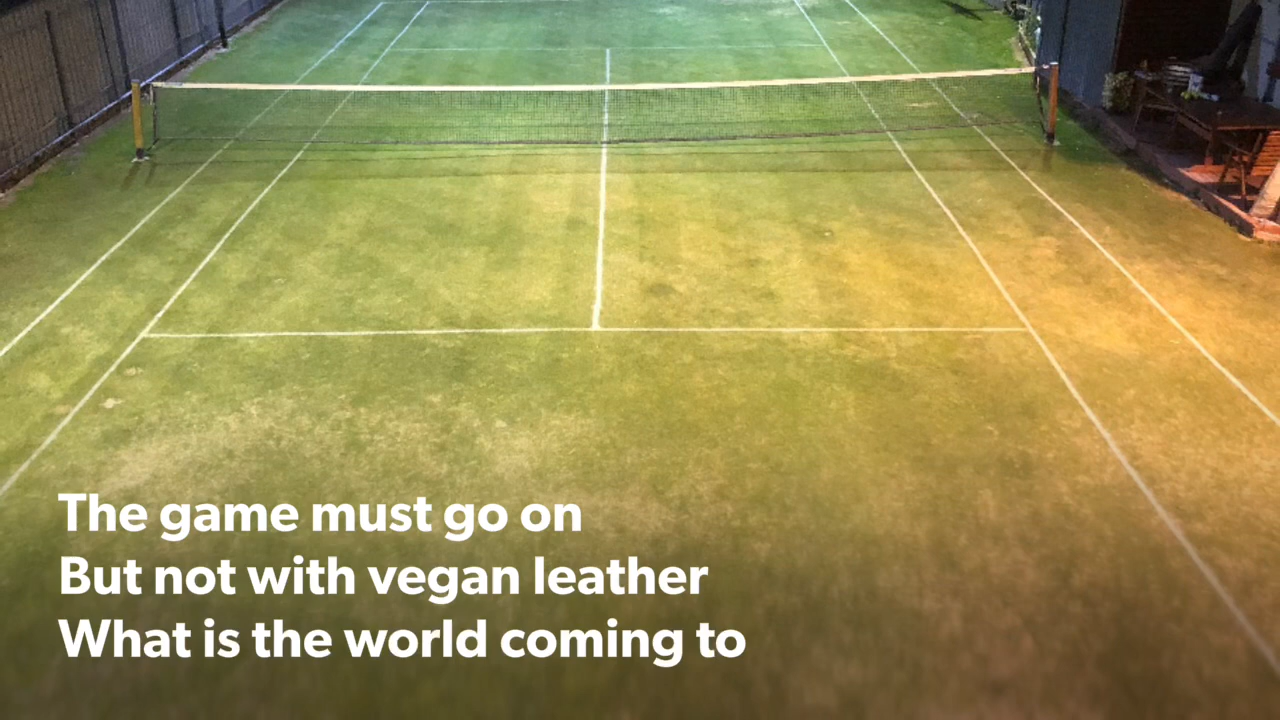 The game must go on
But not with vegan leather
What is the world coming to